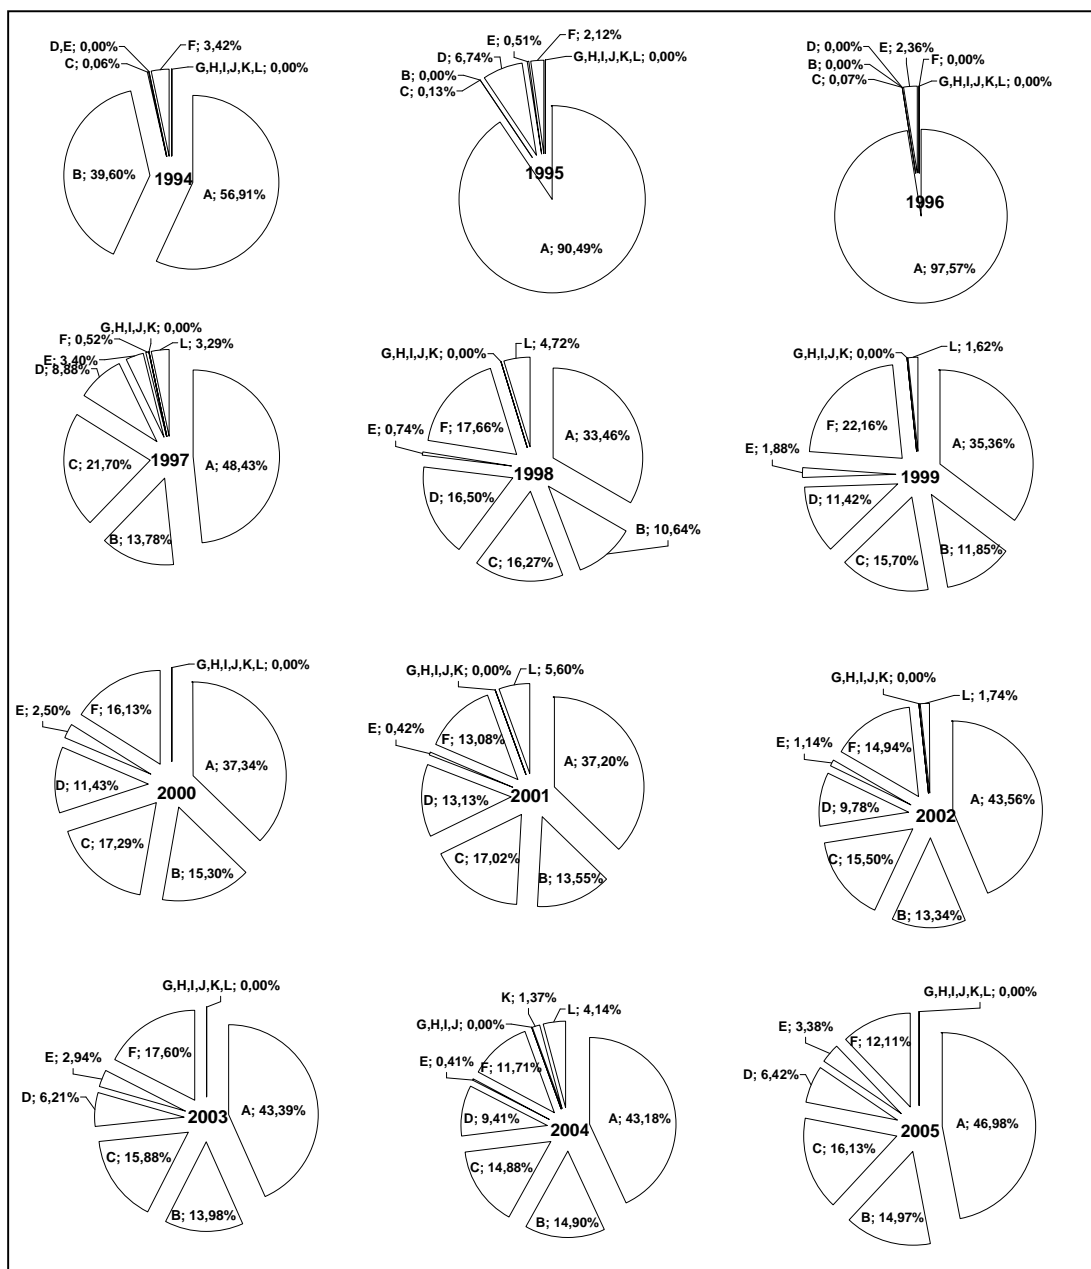 D,E; 0,00%
F; 3,42%
C; 0,06%
G,H,I,J,K,L; 0,00%
B; 39,60%
1994
A; 56,91%
E; 0,51%
F; 2,12%
D; 6,74%
G,H,I,J,K,L; 0,00%
B; 0,00%
C; 0,13%
1995
A; 90,49%
D; 0,00%
E; 2,36%
B; 0,00%
F; 0,00%
C; 0,07%
G,H,I,J,K,L; 0,00%
1996
A; 97,57%
G,H,I,J,K; 0,00%
F; 0,52%
L; 3,29%
E; 3,40%
D; 8,88%
C; 21,70%
1997
A; 48,43%
B; 13,78%
L; 4,72%
G,H,I,J,K; 0,00%
F; 17,66%
E; 0,74%
A; 33,46%
1998
D; 16,50%
B; 10,64%
C; 16,27%
L; 1,62%
G,H,I,J,K; 0,00%
F; 22,16%
A; 35,36%
E; 1,88%
1999
D; 11,42%
B; 11,85%
C; 15,70%
G,H,I,J,K,L; 0,00%
F; 16,13%
E; 2,50%
A; 37,34%
D; 11,43%
2000
C; 17,29%
B; 15,30%
G,H,I,J,K; 0,00%
L; 5,60%
E; 0,42%
F; 13,08%
A; 37,20%
2001
D; 13,13%
C; 17,02%
B; 13,55%
G,H,I,J,K; 0,00%
L; 1,74%
E; 1,14%
F; 14,94%
A; 43,56%
D; 9,78%
2002
C; 15,50%
B; 13,34%
G,H,I,J,K,L; 0,00%
F; 17,60%
E; 2,94%
D; 6,21%
2003
A; 43,39%
C; 15,88%
B; 13,98%
K; 1,37%
L; 4,14%
G,H,I,J; 0,00%
E; 0,41%
F; 11,71%
D; 9,41%
2004
A; 43,18%
C; 14,88%
B; 14,90%
G,H,I,J,K,L; 0,00%
E; 3,38%
F; 12,11%
D; 6,42%
A; 46,98%
2005
C; 16,13%
B; 14,97%